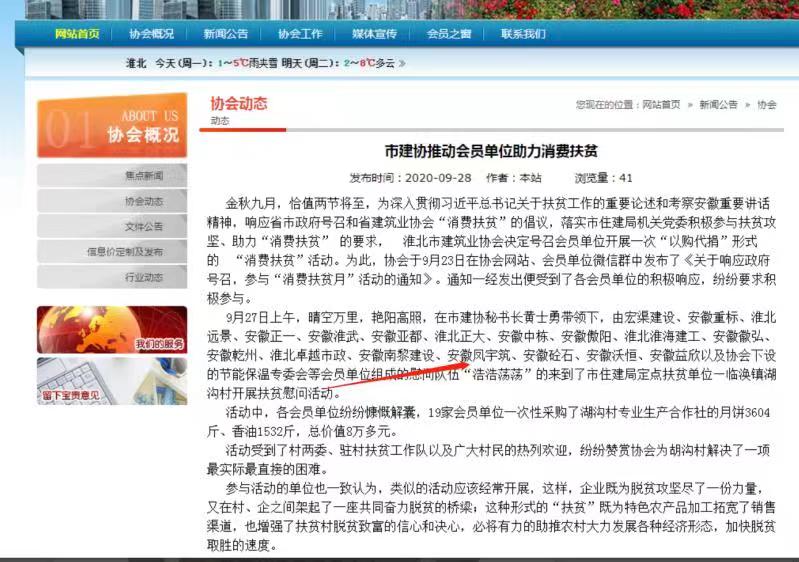 网站首页 协会概况 新闻公告 协会工作 媒体宣传 会员之窗 联系我们
淮北 今天(周一)：1～5℃雨夹雪 明天(周二)：2～8℃多云
01 ABOUT US
协会概况
焦点新闻
协会动态
文件公告
信息价定制及发布
行业动态
我们的服务
留下宝贵意见
协会动态
动态
您现在的位置：网站首页 » 新闻公告 » 协会
市建协推动会员单位助力消费扶贫
发布时间：2020-09-28 作者：本站 浏览量：41
金秋九月，恰值两节将至，为深入贯彻习近平总书记关于扶贫工作的重要论述和考察安徽重要讲话
精神，响应省市政府号召和省建筑业协会“消费扶贫”的倡议，落实市住建局机关党委积极参与扶贫攻
坚、助力“消费扶贫” 的要求， 淮北市建筑业协会决定号召会员单位开展一次“以购代捐”形式
的 “消费扶贫”活动。为此，协会于9月23日在协会网站、会员单位微信群中发布了《关于响应政府
号召，参与“消费扶贫月”活动的通知》。通知一经发出便受到了各会员单位的积极响应，纷纷要求积
极参与。
9月27日上午，晴空万里，艳阳高照，在市建协秘书长黄士勇带领下，由宏渠建设、安徽重标、淮北
远景、安徽正一、安徽淮武、安徽亚都、淮北正大、安徽中栋、安徽傲阳、淮北淮海建工、安徽徽弘、
安徽乾州、淮北卓越市政、安徽南黎建设、安徽凤宇筑、安徽砼石、安徽沃恒、安徽益欣以及协会下设
的节能保温专委会等会员单位组成的慰问队伍“浩浩荡荡”的来到了市住建局定点扶贫单位—临涣镇湖
沟村开展扶贫慰问活动。
活动中，各会员单位纷纷慷慨解囊，19家会员单位一次性采购了湖沟村专业生产合作社的月饼3604
斤、香油1532斤，总价值8万多元。
活动受到了村两委、驻村扶贫工作队以及广大村民的热列欢迎，纷纷赞赏协会为胡沟村解决了一项
最实际最直接的困难。
参与活动的单位也一致认为，类似的活动应该经常开展，这样，企业既为脱贫攻坚尽了一份力量，
又在村、企之间架起了一座共同奋力脱贫的桥梁；这种形式的“扶贫”既为特色农产品加工拓宽了销售
渠道，也增强了扶贫村脱贫致富的信心和决心，必将有力的助推农村大力发展各种经济形态，加快脱贫
取胜的速度。